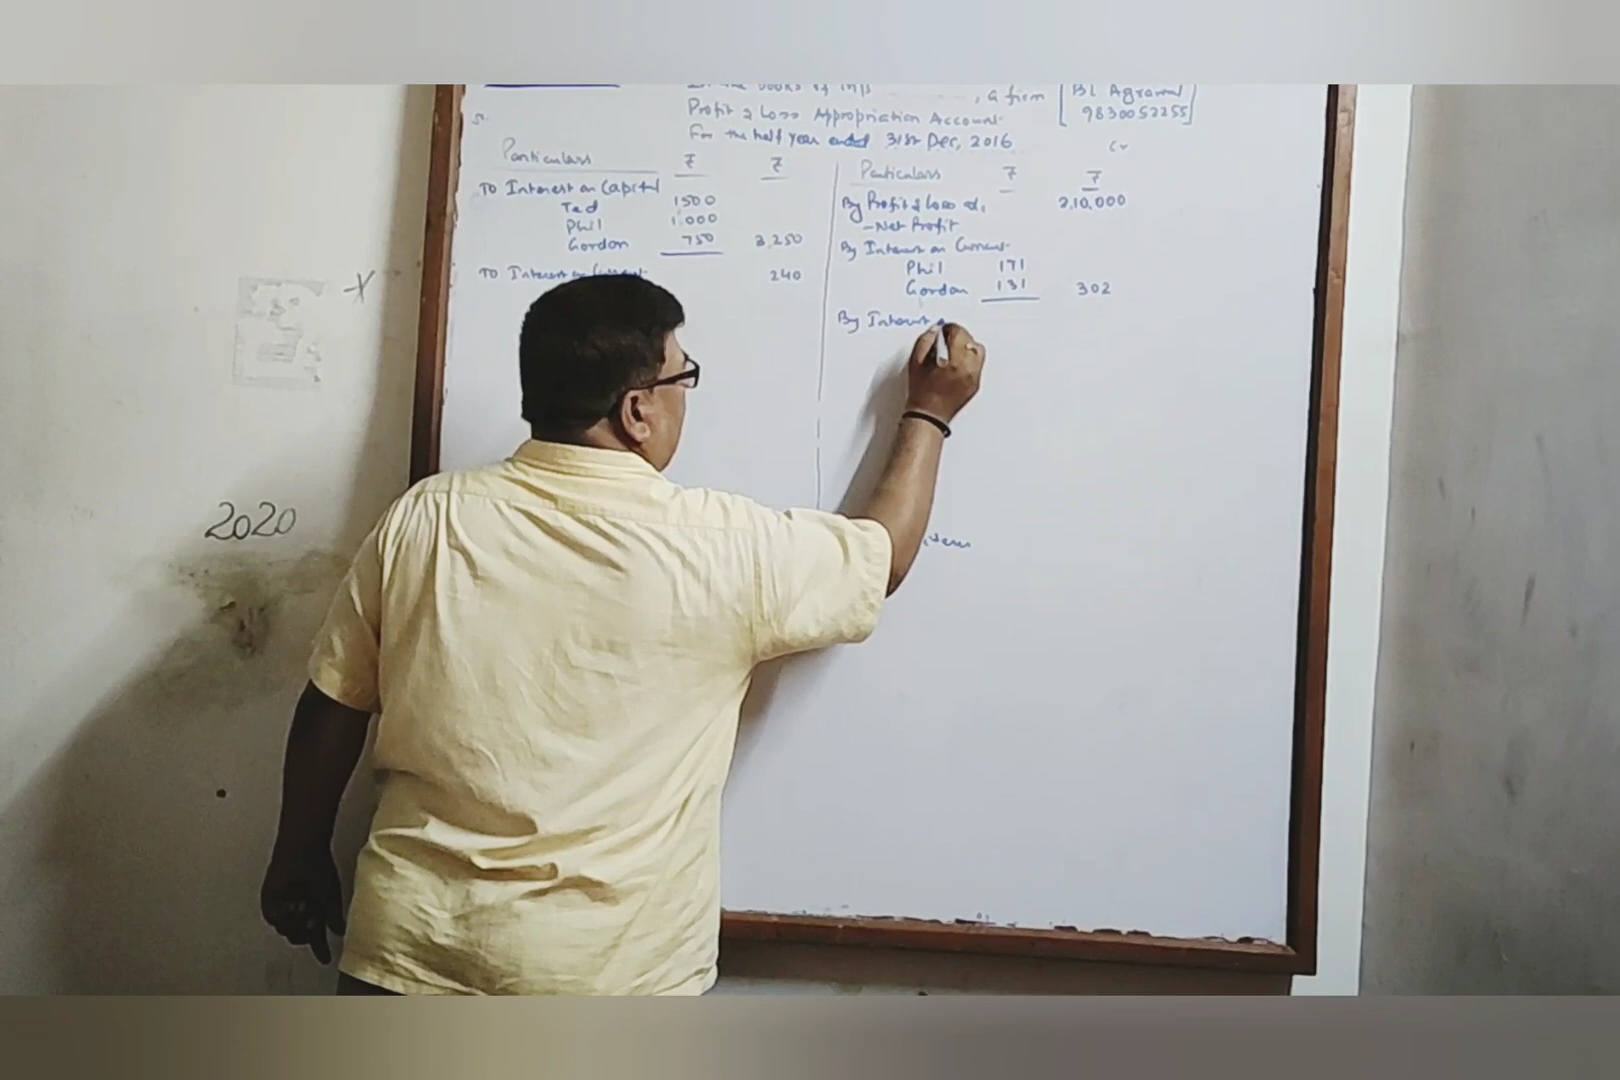 In the books of M/s , a firm
[BL Agrawal
9830052255]
Profit & Loss Appropriation Account
For the half year ended 31st Dec, 2016
Cr
Particulars ₹ ₹
To Interest on Capital
Ted 1500
Phil 1,000
Gordon 750 3,250
To Interest on Current 240
Particulars ₹ ₹
By Profit & Loss a/c 2,10,000
-Net Profit
By Interest on Current
Phil 171
Gordon 131 302
By Interest
2020